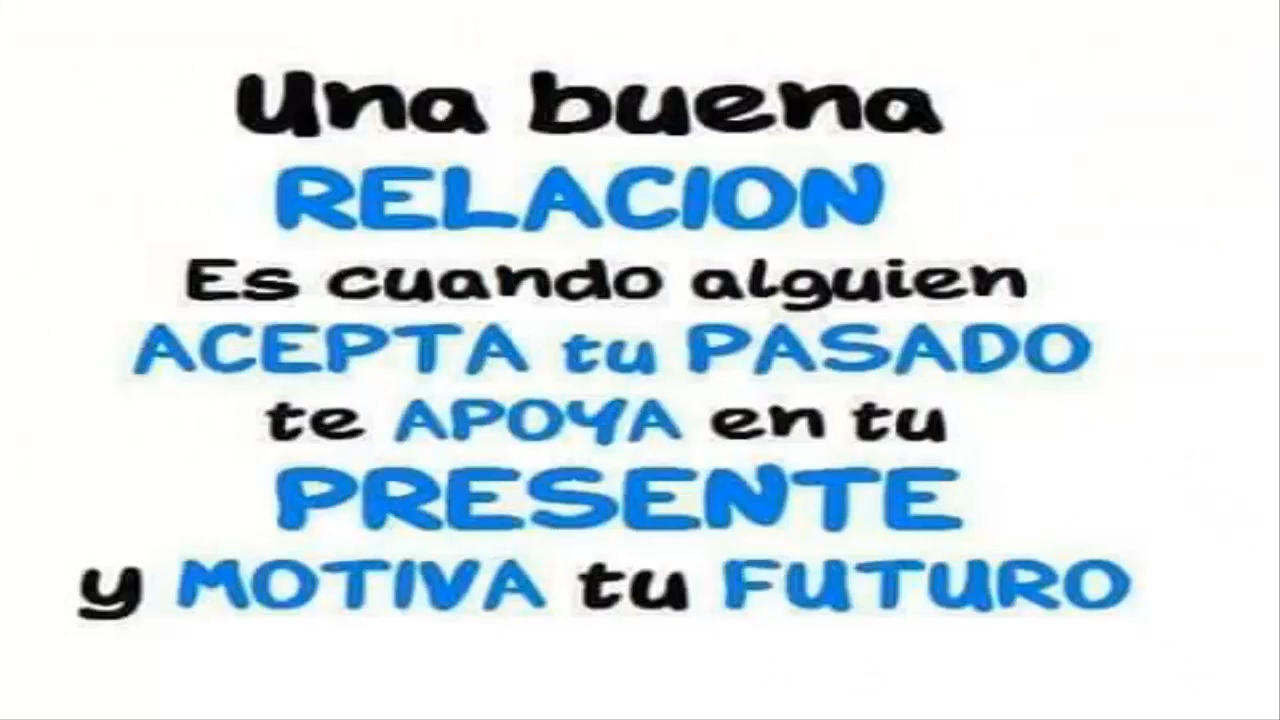 Una buena
RELACION
Es cuando alguien
ACEPTA tu PASADO
te APOYA en tu
PRESENTE
y MOTIVA tu FUTURO